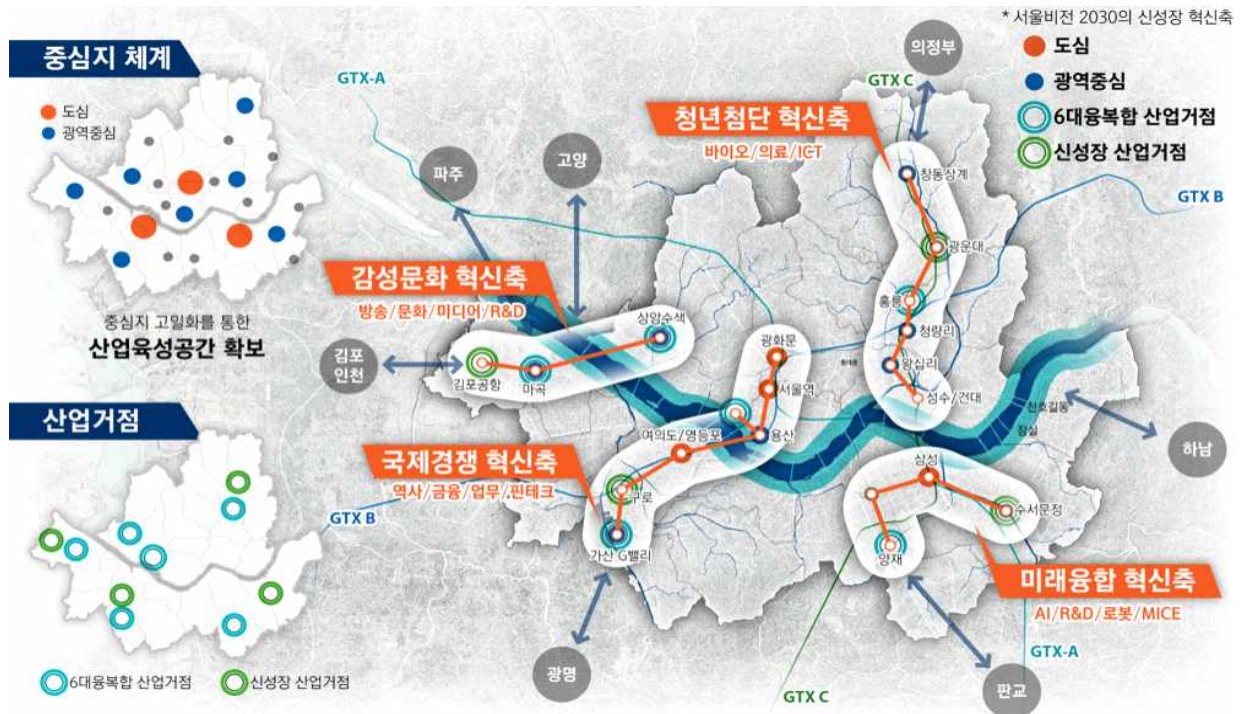 * 서울비전 2030의 신성장 혁신축
도심
광역중심
6대융복합 산업거점
신성장 산업거점
중심지 체계
도심
광역중심
중심지 고밀화를 통한
산업육성공간 확보
산업거점
6대융복합 산업거점
신성장 산업거점
GTX-A
GTX C
의정부
청년첨단 혁신축
바이오/의료/ICT
고양
파주
창동상계
GTX B
광운대
감성문화 혁신축
방송/문화/미디어/R&D
홍릉
상암수색
청량리
광화문
김포
인천
김포공항
마곡
왕십리
서울역
성수/건대
천호길동
여의도/영등포
용산
잠실
하남
국제경쟁 혁신축
역사/금융/업무/핀테크
삼성
구로
수서문정
GTX B
가산 G밸리
양재
미래융합 혁신축
AI/R&D/로봇/MICE
GTX-A
광명
판교
GTX C